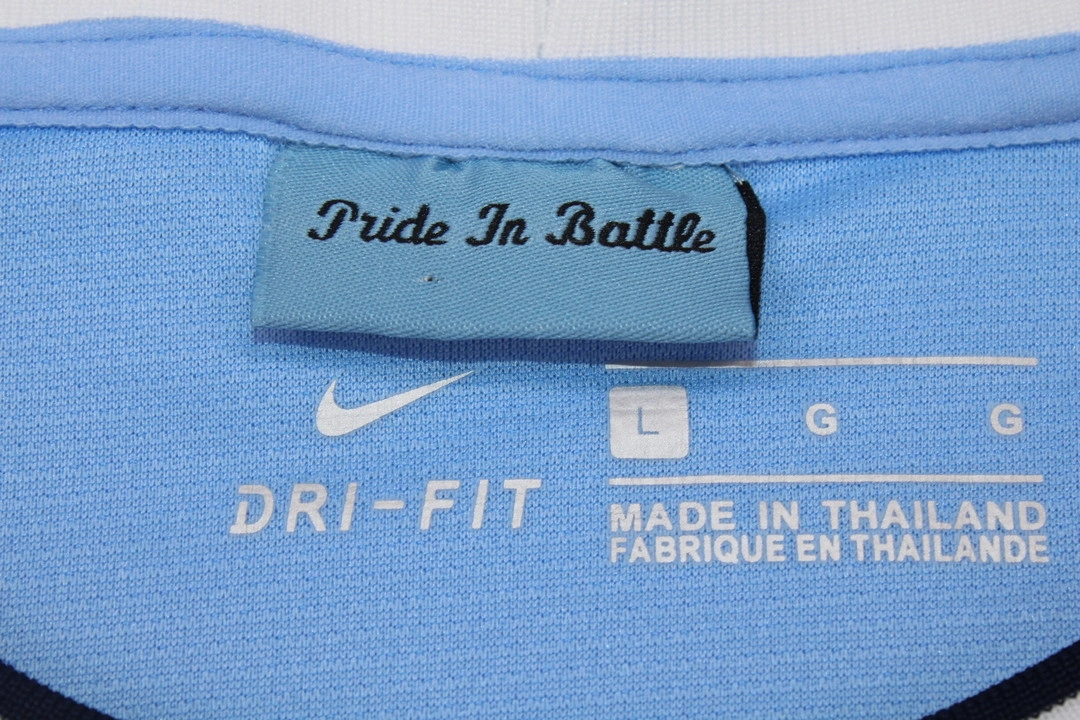 Pride In Battle
DRI-FIT
L G G
MADE IN THAILAND
FABRIQUE EN THAILANDE